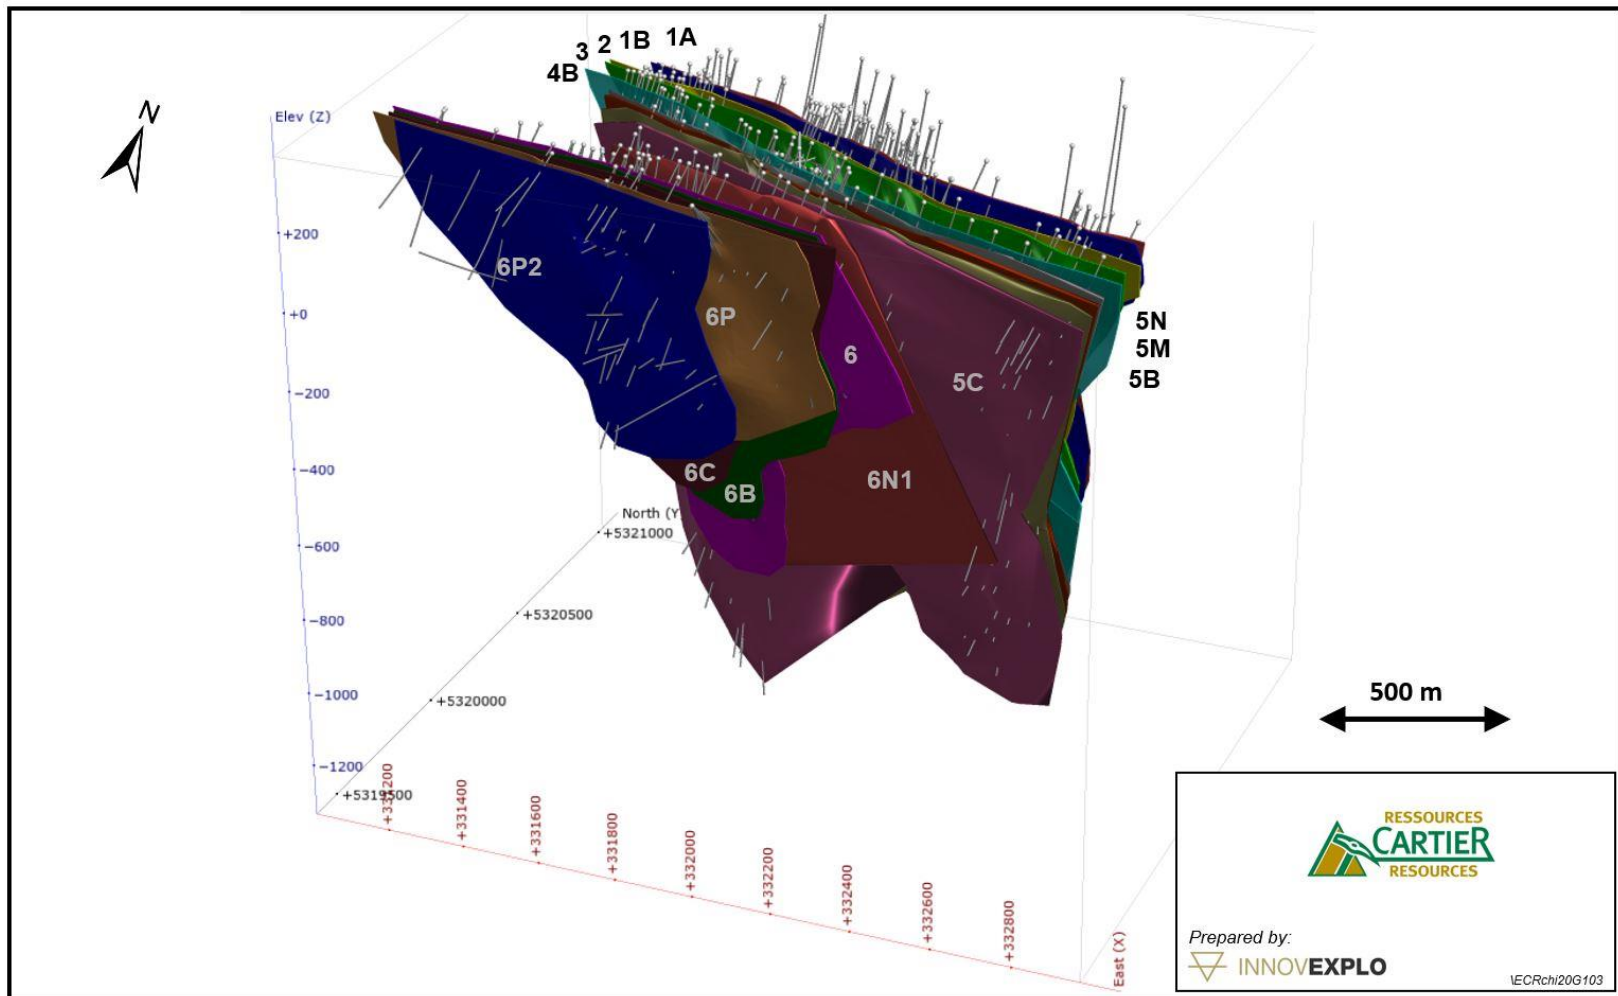 1A
1B
2
3
4B
N
Elev (Z)
+200
+0
−200
−400
−600
−800
−1000
−1200
6P2
6P
6
5C
5N
5M
5B
6C
6B
6N1
North (Y
+5321000
+5320500
+5320000
+5319500
+331200
+331400
+331600
+331800
+332000
+332200
+332400
+332600
+332800
East (X)
500 m
RESSOURCES
CARTIER
RESOURCES
Prepared by:
INNOVEXPLO
\ECRchi20G103